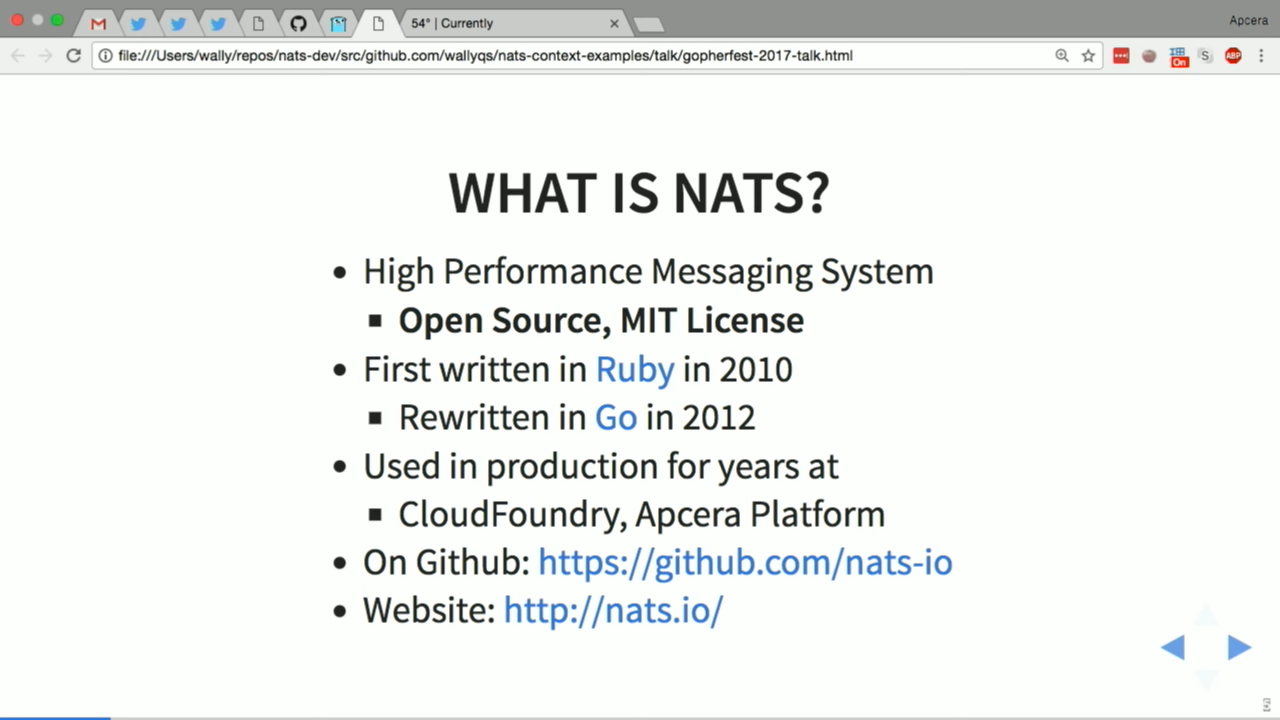 54° | Currently
Apcera
file:///Users/wally/repos/nats-dev/src/github.com/wallyqs/nats-context-examples/talk/gopherfest-2017-talk.html
On
S
ABP
WHAT IS NATS?
High Performance Messaging System
Open Source, MIT License
First written in Ruby in 2010
Rewritten in Go in 2012
Used in production for years at
CloudFoundry, Apcera Platform
On Github: https://github.com/nats-io
Website: http://nats.io/